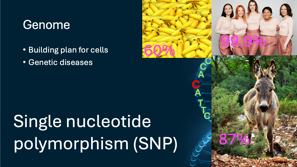 Genome
• Building plan for cells
• Genetic diseases
60%
99.9%
87%
C
A
C
A
T
T
C
Single nucleotide
polymorphism (SNP)